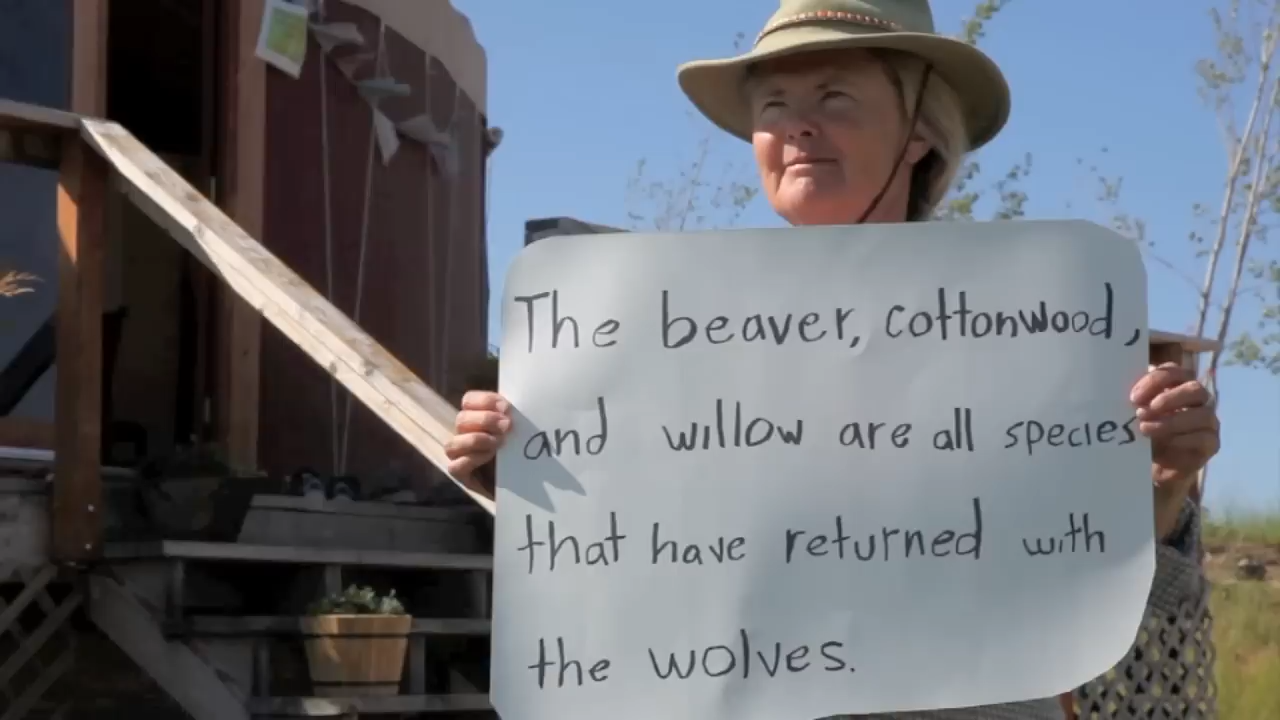 The beaver, cottonwood,
and willow are all species
that have returned with
the wolves.